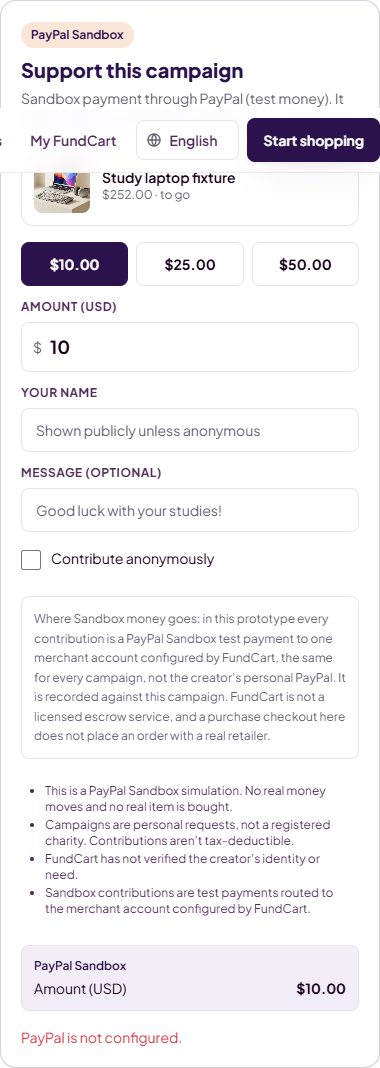 PayPal Sandbox
Support this campaign
Sandbox payment through PayPal (test money). It
s
My FundCart
English
Start shopping
Study laptop fixture
$252.00 · to go
$10.00
$25.00
$50.00
AMOUNT (USD)
$ 10
YOUR NAME
Shown publicly unless anonymous
MESSAGE (OPTIONAL)
Good luck with your studies!
Contribute anonymously
Where Sandbox money goes: in this prototype every
contribution is a PayPal Sandbox test payment to one
merchant account configured by FundCart, the same
for every campaign, not the creator's personal PayPal. It
is recorded against this campaign. FundCart is not a
licensed escrow service, and a purchase checkout here
does not place an order with a real retailer.
• This is a PayPal Sandbox simulation. No real money
moves and no real item is bought.
• Campaigns are personal requests, not a registered
charity. Contributions aren't tax-deductible.
• FundCart has not verified the creator's identity or
need.
• Sandbox contributions are test payments routed to
the merchant account configured by FundCart.
PayPal Sandbox
Amount (USD) $10.00
PayPal is not configured.